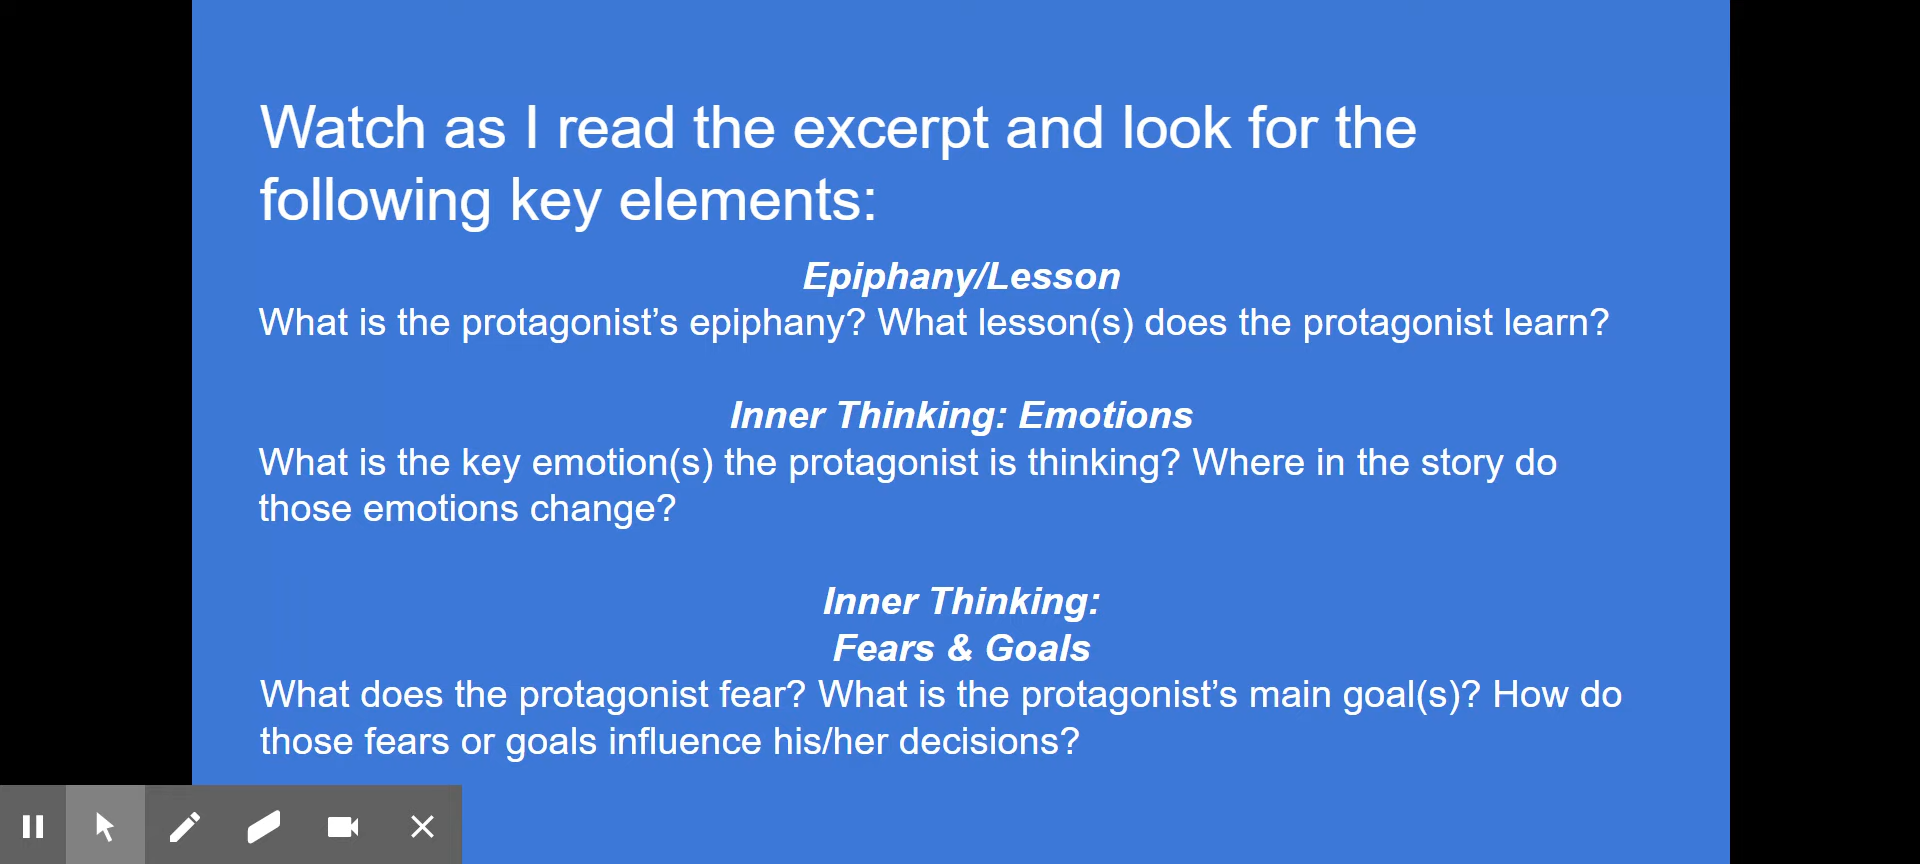 Watch as I read the excerpt and look for the
following key elements:
Epiphany/Lesson
What is the protagonist’s epiphany? What lesson(s) does the protagonist learn?
Inner Thinking: Emotions
What is the key emotion(s) the protagonist is thinking? Where in the story do
those emotions change?
Inner Thinking:
Fears & Goals
What does the protagonist fear? What is the protagonist’s main goal(s)? How do
those fears or goals influence his/her decisions?